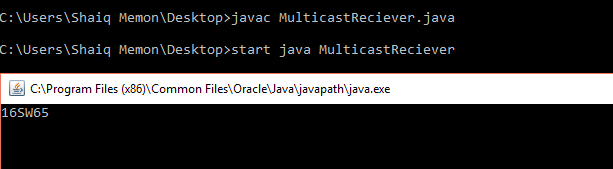 C:\Users\Shaiq Memon\Desktop>javac MulticastReciever.java
C:\Users\Shaiq Memon\Desktop>start java MulticastReciever
C:\Program Files (x86)\Common Files\Oracle\Java\javapath\java.exe
16SW65